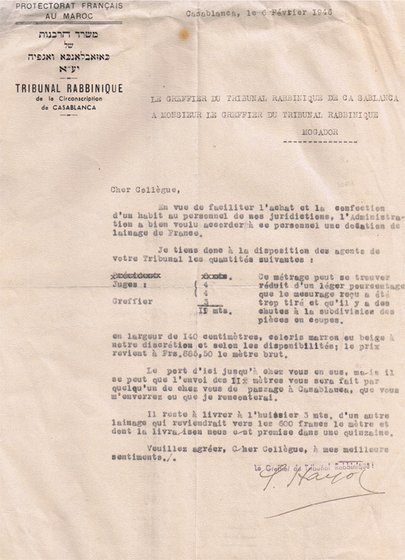 PROTECTORAT FRANÇAIS
AU MAROC
משרד הרבנות
של
כאזאבלאנכא ואגפיה
יע״א
TRIBUNAL RABBINIQUE
de la Circonscription
de CASABLANCA
Casablanca, le 6 Février 1946
LE GREFFIER DU TRIBUNAL RABBINIQUE DE CASABLANCA
A MONSIEUR LE GREFFIER DU TRIBUNAL RABBINIQUE
MOGADOR
Cher Collègue,
En vue de faciliter l'achat et la confection
d'un habit au personnel de nos juridictions, l'Administra-
tion a bien voulu accorder à ce personnel une dotation de
lainage de France.
Je tiens donc à la disposition des agents de
votre Tribunal les quantités suivantes :
mts. Ce métrage peut se trouver
Juges : ( 4 réduit d'un léger pourcentage
( 4 que le mesurage reçu a été
Greffier 3 trop tiré et qu'il y a des
11 mts. chutes à la subdivision des
pièces en coupes.
en largeur de 140 centimètres, coloris marron ou beige à
notre discrétion et selon les disponibilités; le prix
revient à Frs.686,50 le mètre brut.
Le port d'ici jusqu'à chez vous en sus, mais il
se peut que l'envoi des 11 mètres vous sera fait par
quelqu'un de chez vous de passage à Casablanca, que vous
m'enverrez ou que je rencontrerai.
Il reste à livrer à l'huissier 3 mts. d'un autre
lainage qui reviendrait vers les 600 francs le mètre et
dont la livraison nous est promise dans une quinzaine.
Veuillez agréer, Cher Collègue, à mes meilleurs
sentiments./.
Le Greffier du Tribunal Rabbinique: